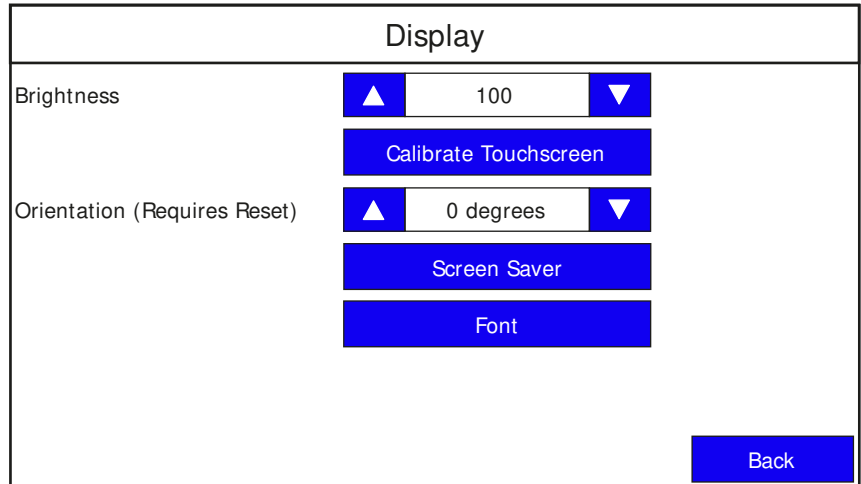 Display
Brightness
100
Calibrate Touchscreen
Orientation (Requires Reset)
0 degrees
Screen Saver
Font
Back